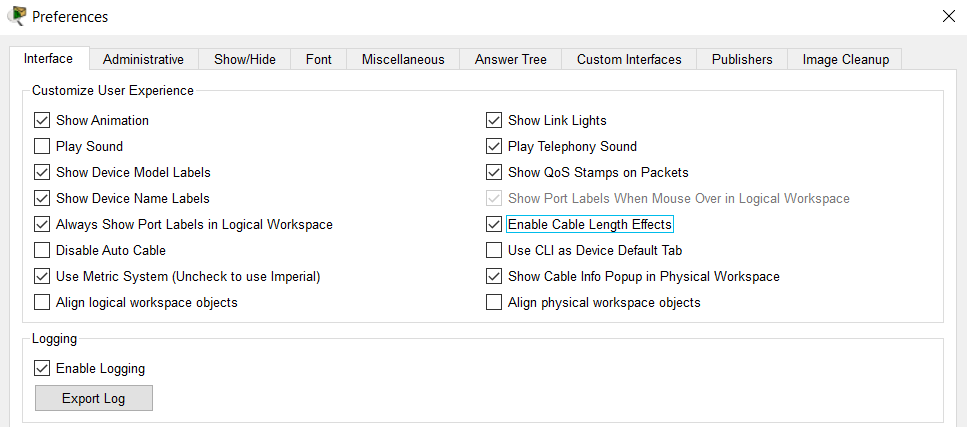 Preferences
Interface Administrative Show/Hide Font Miscellaneous Answer Tree Custom Interfaces Publishers Image Cleanup
Customize User Experience
Show Animation Show Link Lights
Play Sound Play Telephony Sound
Show Device Model Labels Show QoS Stamps on Packets
Show Device Name Labels Show Port Labels When Mouse Over in Logical Workspace
Always Show Port Labels in Logical Workspace Enable Cable Length Effects
Disable Auto Cable Use CLI as Device Default Tab
Use Metric System (Uncheck to use Imperial) Show Cable Info Popup in Physical Workspace
Align logical workspace objects Align physical workspace objects
Logging
Enable Logging
Export Log